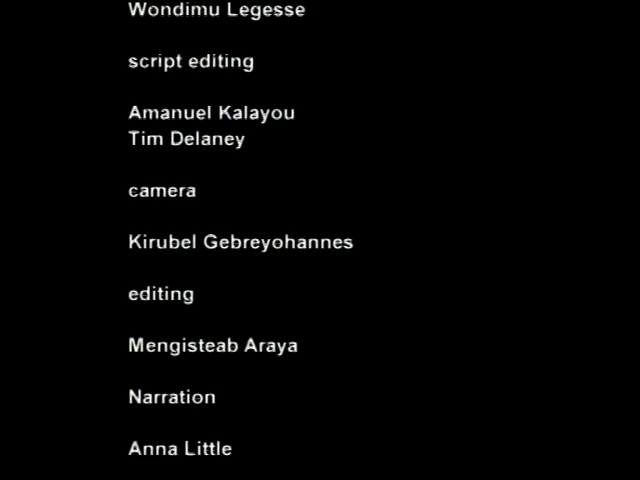 Wondimu Legesse
script editing
Amanuel Kalayou
Tim Delaney
camera
Kirubel Gebreyohannes
editing
Mengisteab Araya
Narration
Anna Little